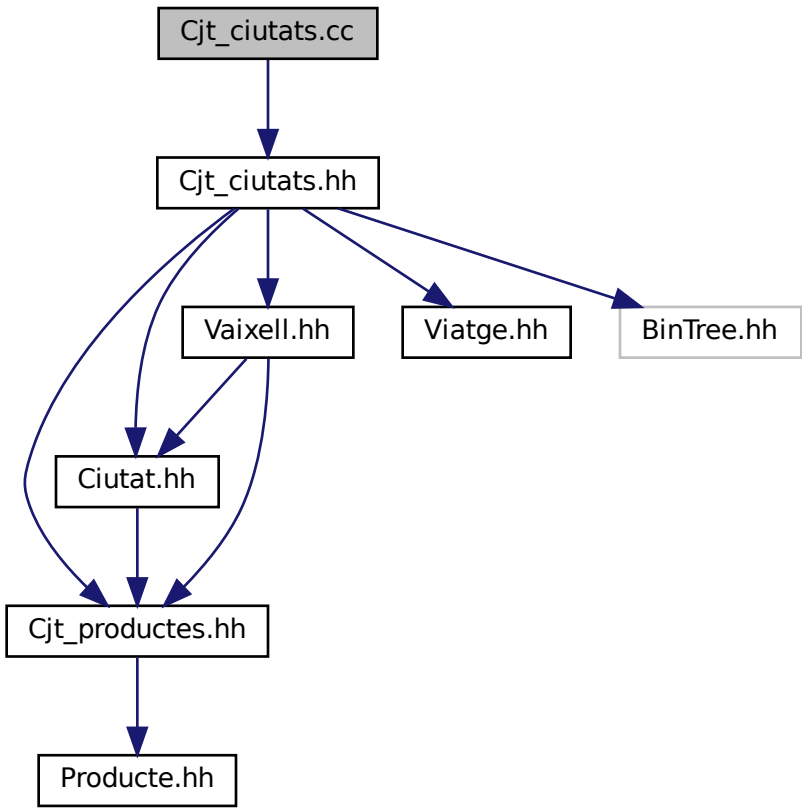 Cjt_ciutats.cc
Cjt_ciutats.hh
Vaixell.hh
Viatge.hh
BinTree.hh
Ciutat.hh
Cjt_productes.hh
Producte.hh